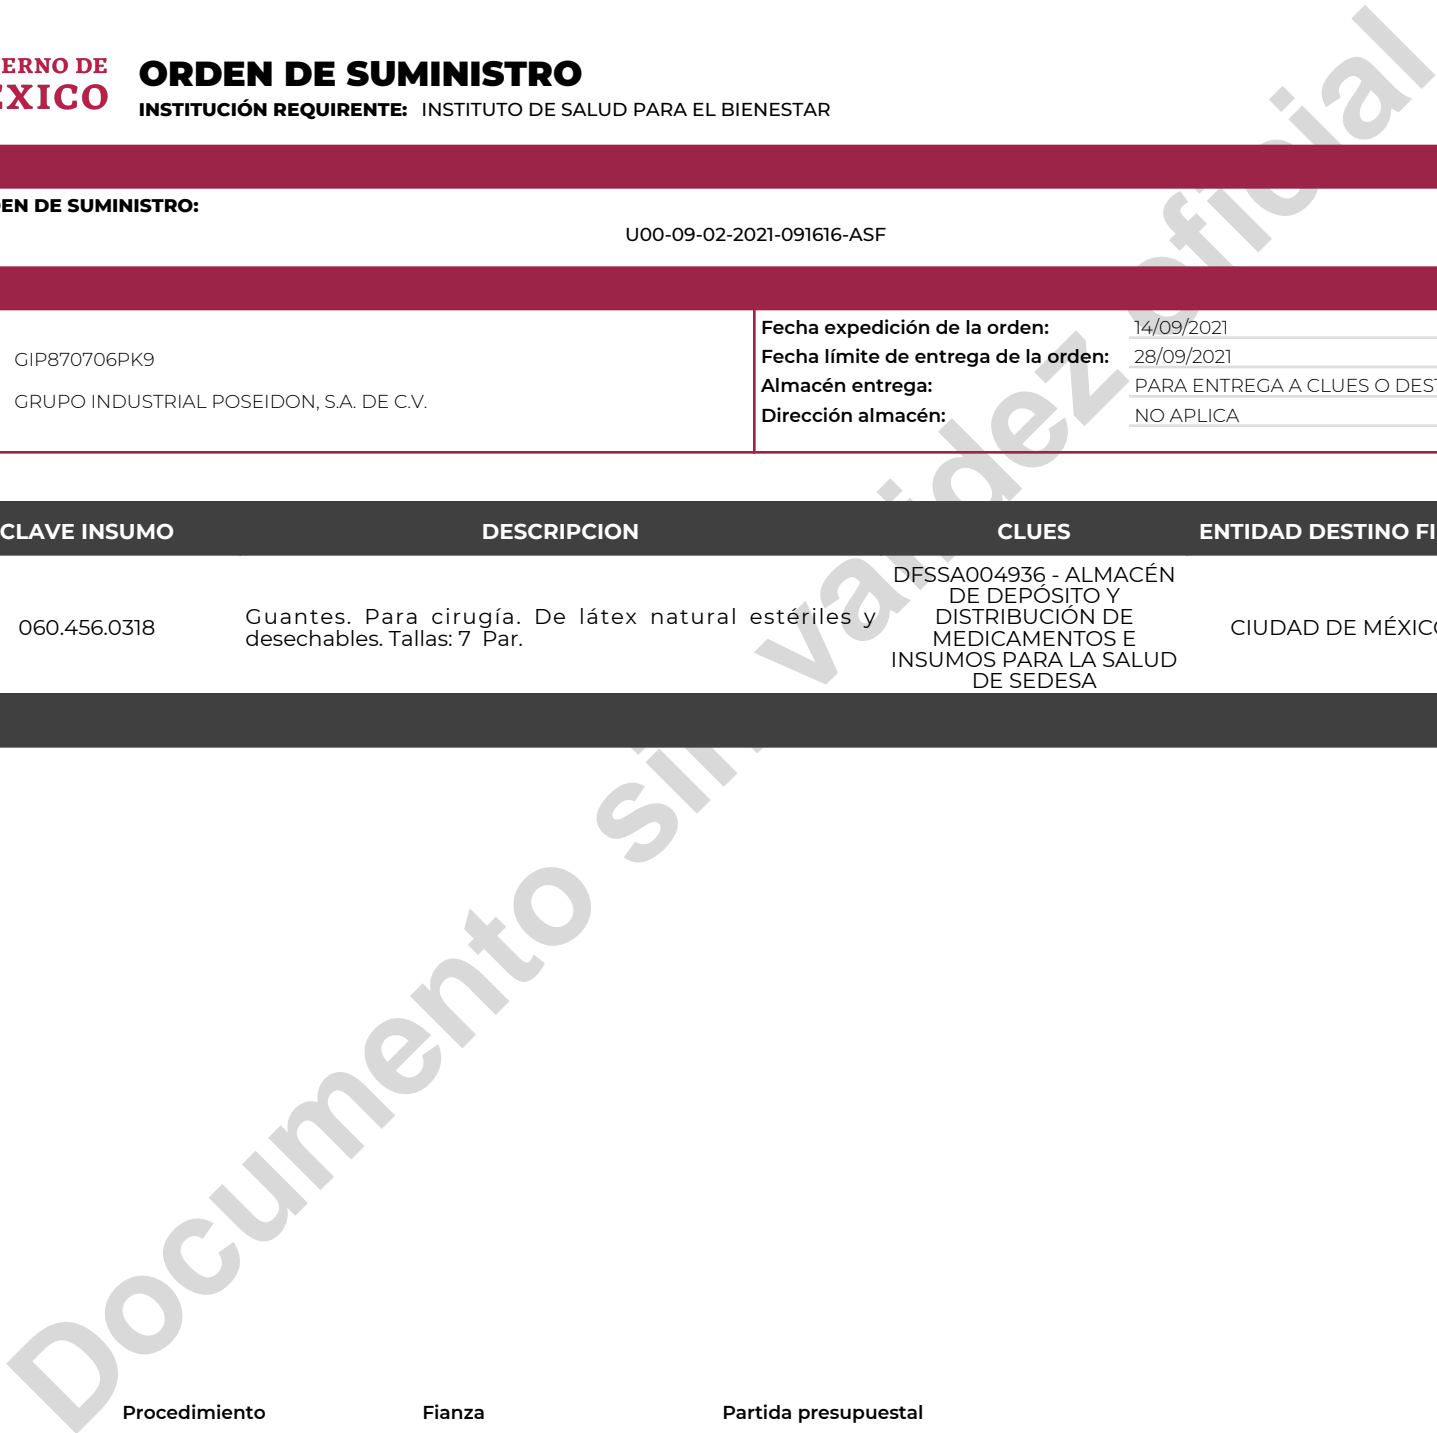 ERNO DE
EXICO
ORDEN DE SUMINISTRO
INSTITUCIÓN REQUIRENTE: INSTITUTO DE SALUD PARA EL BIENESTAR
EN DE SUMINISTRO:
U00-09-02-2021-091616-ASF
GIP870706PK9
GRUPO INDUSTRIAL POSEIDON, S.A. DE C.V.
Fecha expedición de la orden: 14/09/2021
Fecha límite de entrega de la orden: 28/09/2021
Almacén entrega: PARA ENTREGA A CLUES O DEST
Dirección almacén: NO APLICA
CLAVE INSUMO DESCRIPCION CLUES ENTIDAD DESTINO FI
060.456.0318
Guantes. Para cirugía. De látex natural estériles y
desechables. Tallas: 7 Par.
DFSSA004936 - ALMACÉN
DE DEPÓSITO Y
DISTRIBUCIÓN DE
MEDICAMENTOS E
INSUMOS PARA LA SALUD
DE SEDESA
CIUDAD DE MÉXICO
Documento sin validez oficial
Procedimiento Fianza Partida presupuestal